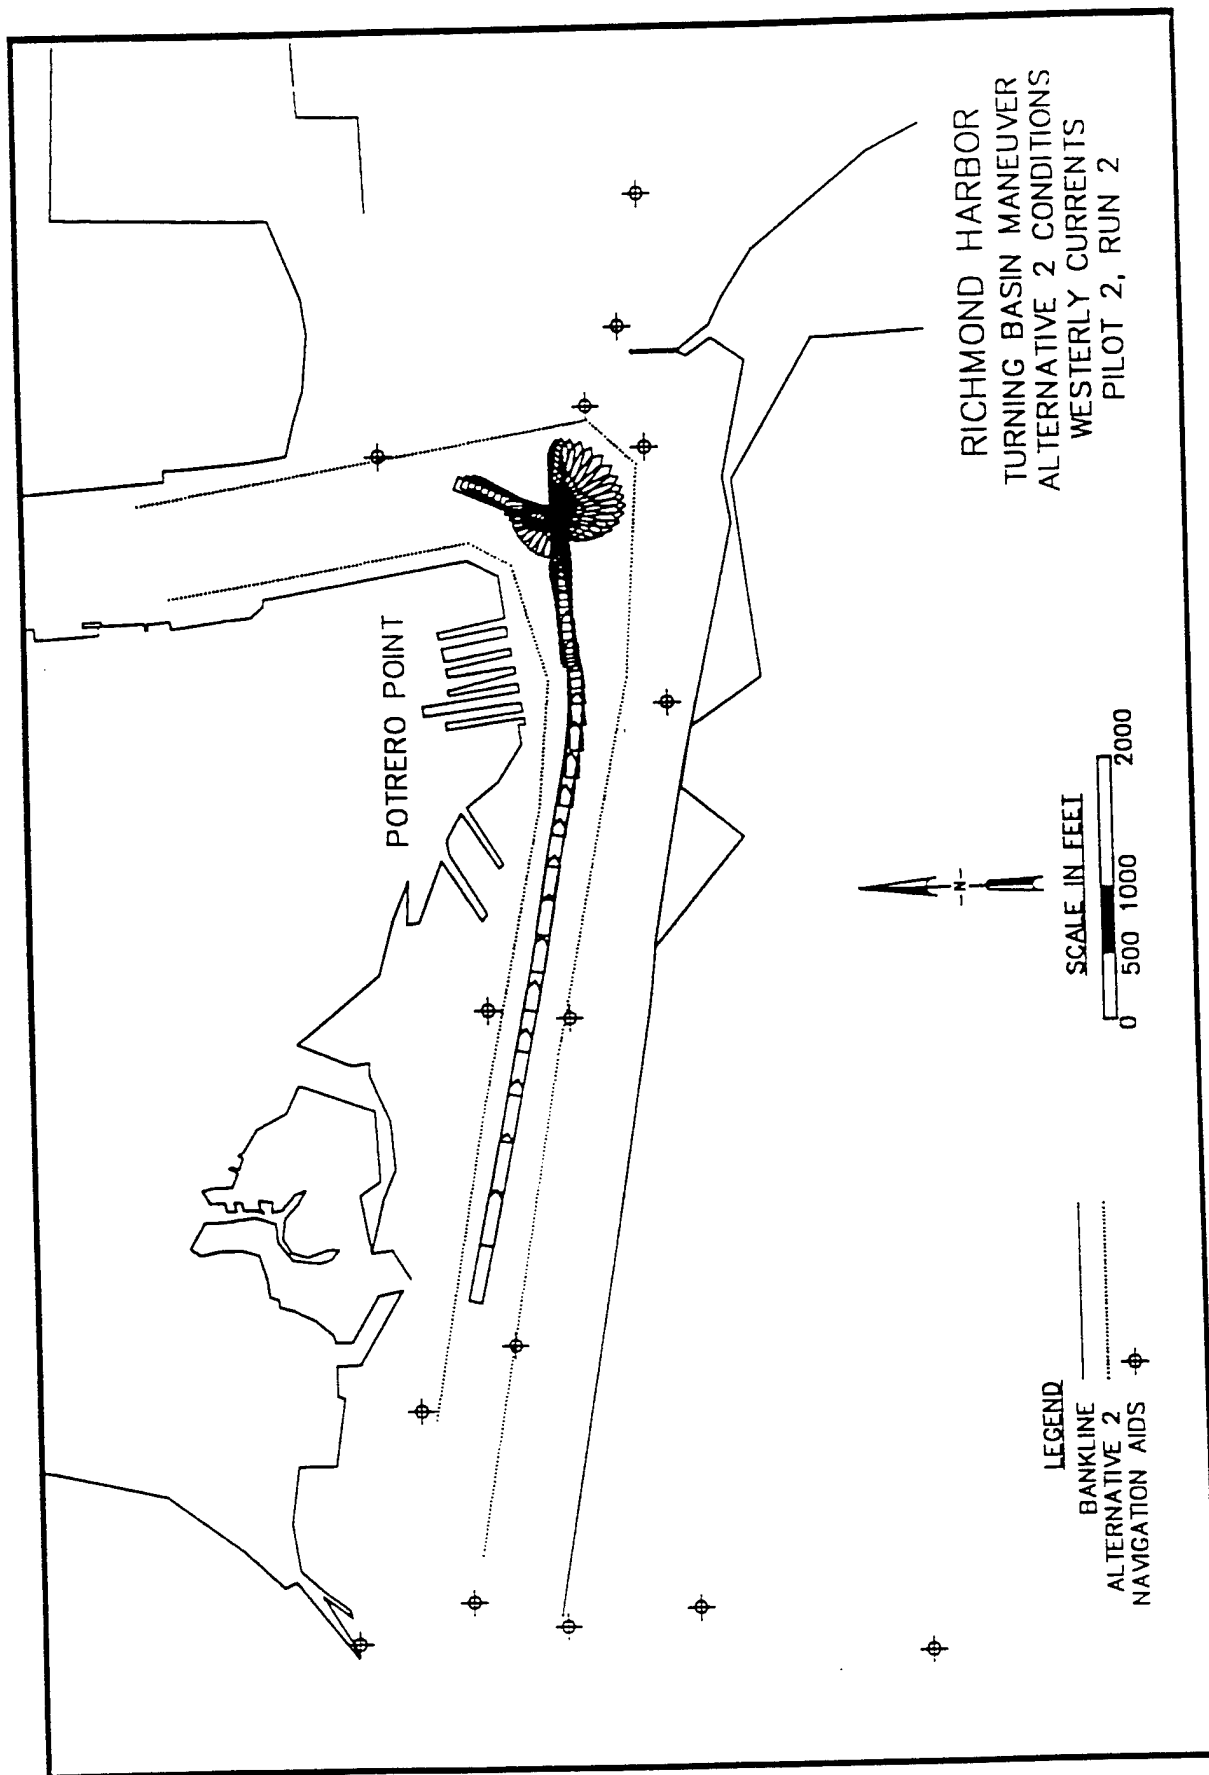 POTRERO POINT
RICHMOND HARBOR
TURNING BASIN MANEUVER
ALTERNATIVE 2 CONDITIONS
WESTERLY CURRENTS
PILOT 2, RUN 2
-N-
SCALE IN FEET
0 500 1000 2000
LEGEND
BANKLINE
ALTERNATIVE 2
NAVIGATION AIDS